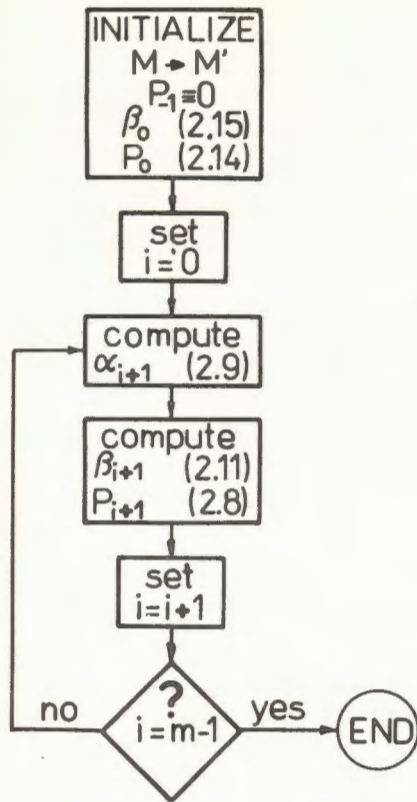 INITIALIZE
M → M'
P₋₁≡0
β₀ (2.15)
P₀ (2.14)
set
i = 0
compute
αᵢ₊₁ (2.9)
compute
βᵢ₊₁ (2.11)
Pᵢ₊₁ (2.8)
set
i=i+1
?
i=m-1
no
yes
END